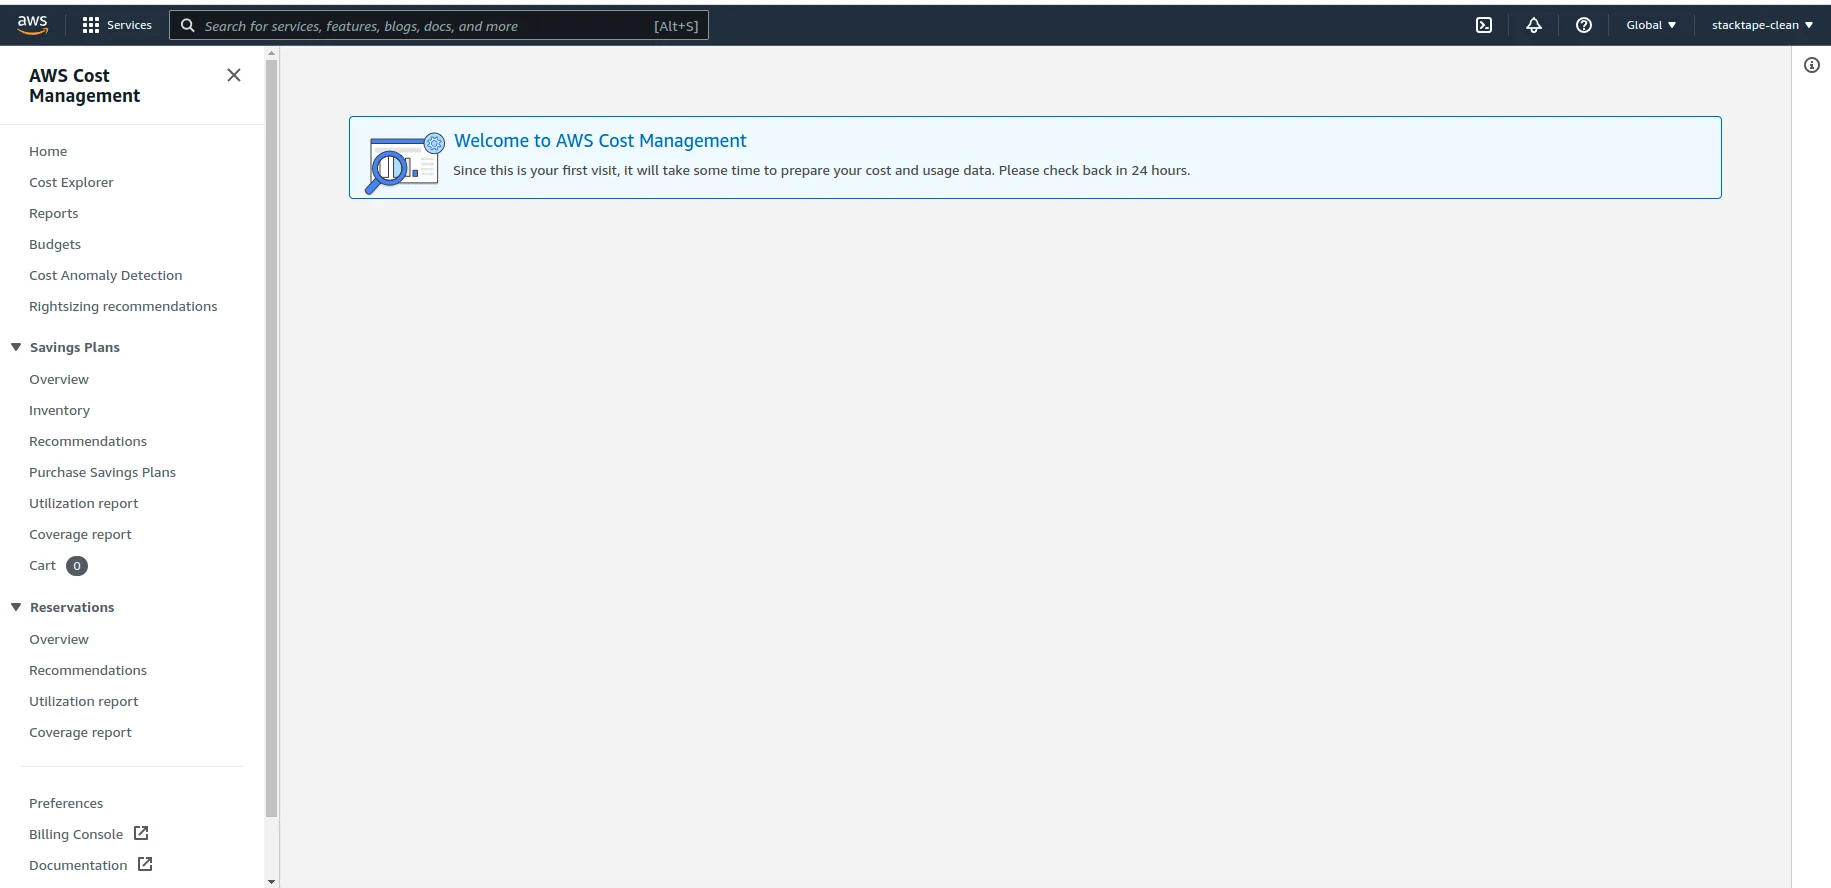 aws
Services
Search for services, features, blogs, docs, and more
[Alt+S]
Global
stacktape-clean
AWS Cost
Management
Home
Cost Explorer
Reports
Budgets
Cost Anomaly Detection
Rightsizing recommendations
Savings Plans
Overview
Inventory
Recommendations
Purchase Savings Plans
Utilization report
Coverage report
Cart 0
Reservations
Overview
Recommendations
Utilization report
Coverage report
Preferences
Billing Console
Documentation
Welcome to AWS Cost Management
Since this is your first visit, it will take some time to prepare your cost and usage data. Please check back in 24 hours.